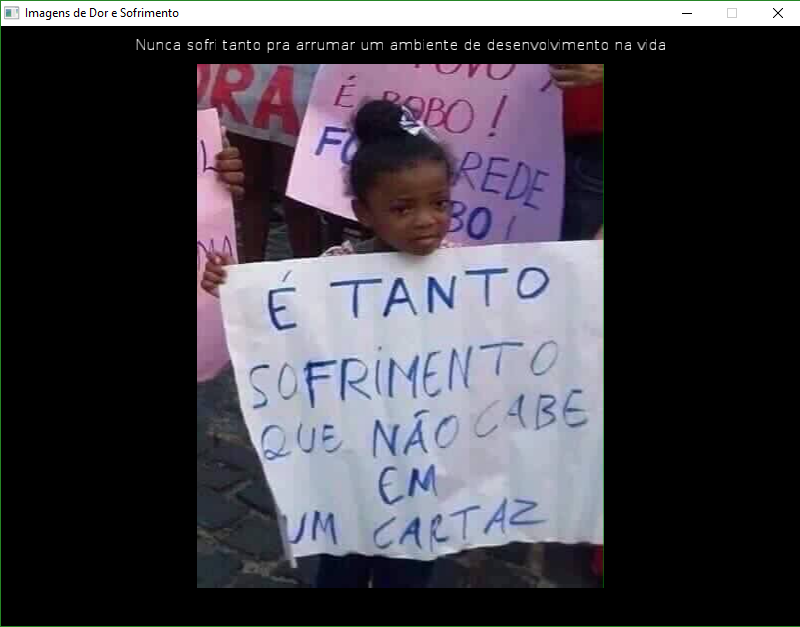 Imagens de Dor e Sofrimento
Nunca sofri tanto pra arrumar um ambiente de desenvolvimento na vida
É BOBO!
REDE
BO!
É TANTO
SOFRIMENTO
QUE NÃO CABE
EM
UM CARTAZ